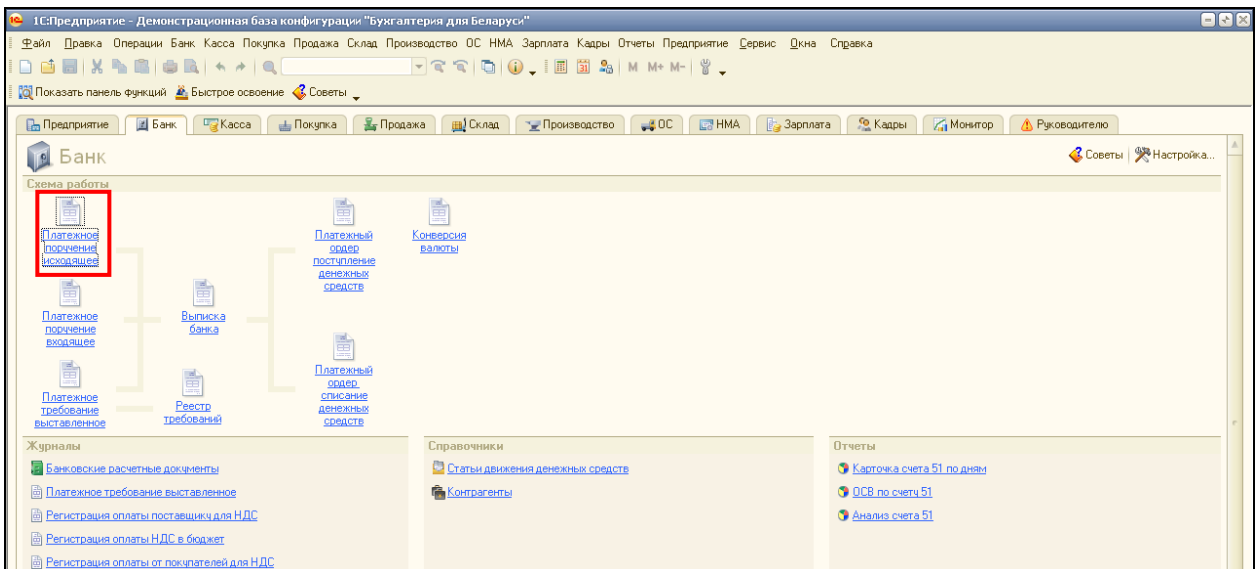 1С:Предприятие - Демонстрационная база конфигурации "Бухгалтерия для Беларуси"
Файл Правка Операции Банк Касса Покупка Продажа Склад Производство ОС НМА Зарплата Кадры Отчеты Предприятие Сервис Окна Справка
M M+ M-
Показать панель функций Быстрое освоение Советы
Предприятие Банк Касса Покупка Продажа Склад Производство ОС НМА Зарплата Кадры Монитор Руководителю
Банк
Советы Настройка...
Схема работы
Платежное
поручение
исходящее
Платежный
ордер
поступление
денежных
средств
Конверсия
валюты
Платежное
поручение
входящее
Выписка
банка
Платежное
требование
выставленное
Реестр
требований
Платежный
ордер
списание
денежных
средств
Журналы
Банковские расчетные документы
Платежное требование выставленное
Регистрация оплаты поставщику для НДС
Регистрация оплаты НДС в бюджет
Регистрация оплаты от покупателей для НДС
Справочники
Статьи движения денежных средств
Контрагенты
Отчеты
Карточка счета 51 по дням
ОСВ по счету 51
Анализ счета 51